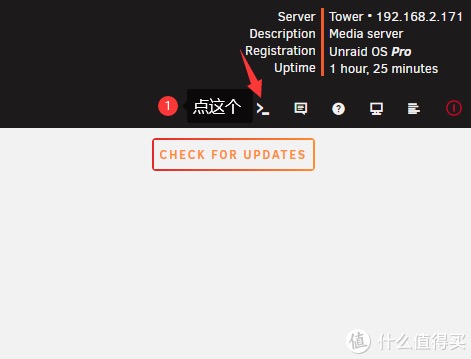 Server Tower • 192.168.2.171
Description Media server
Registration Unraid OS Pro
Uptime 1 hour, 25 minutes
1 点这个
CHECK FOR UPDATES
值 什么值得买